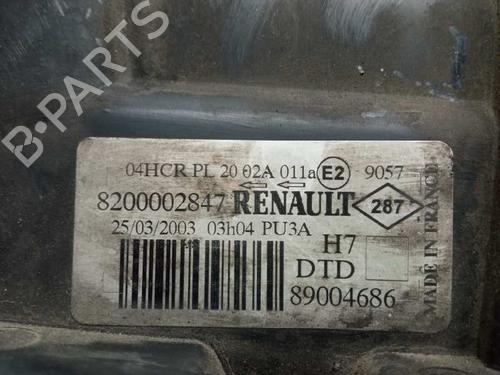 B-PARTS
04HCR PL 20 02A 011a E2 9057
8200002847 RENAULT 287
25/03/2003 03h04 PU3A
H7
DTD
89004686
MADE IN FRANCE